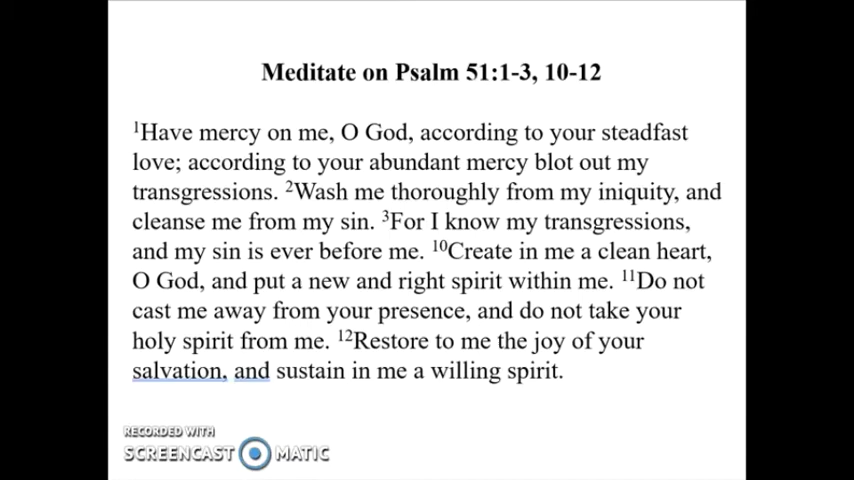 Meditate on Psalm 51:1-3, 10-12
¹Have mercy on me, O God, according to your steadfast
love; according to your abundant mercy blot out my
transgressions. ²Wash me thoroughly from my iniquity, and
cleanse me from my sin. ³For I know my transgressions,
and my sin is ever before me. ¹⁰Create in me a clean heart,
O God, and put a new and right spirit within me. ¹¹Do not
cast me away from your presence, and do not take your
holy spirit from me. ¹²Restore to me the joy of your
salvation, and sustain in me a willing spirit.
RECORDED WITH
SCREENCAST MATIC